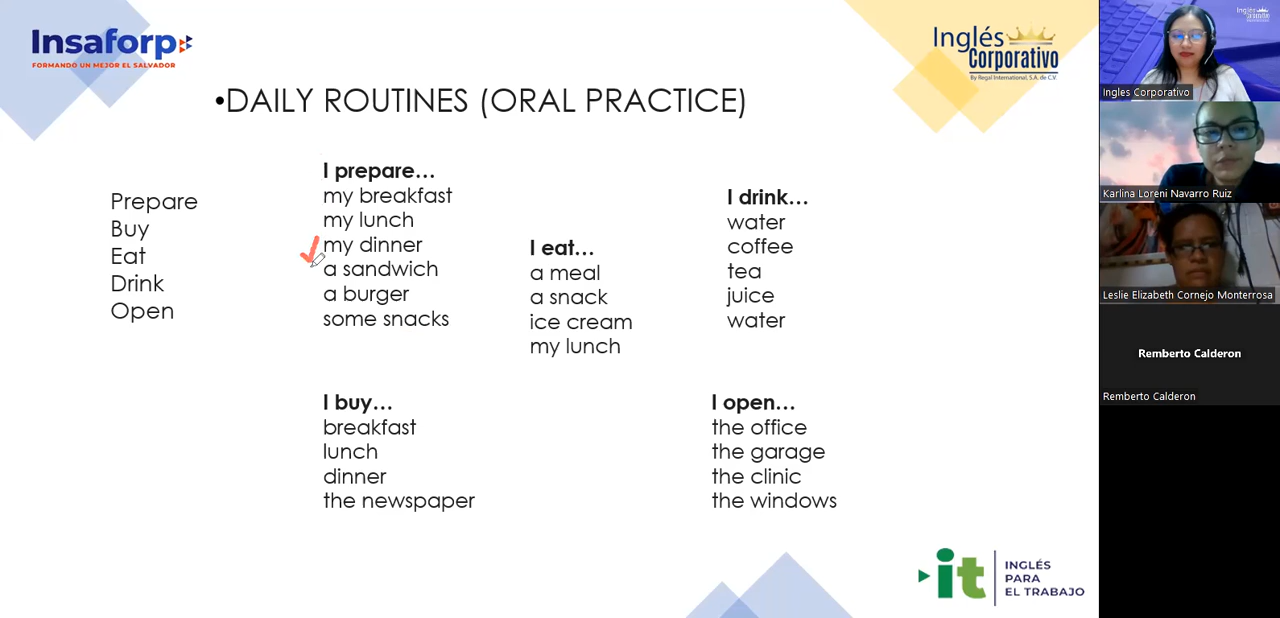 Insaforp
FORMANDO UN MEJOR EL SALVADOR
Inglés
Corporativo
By Regal International, S.A. de C.V.
•DAILY ROUTINES (ORAL PRACTICE)
Prepare
Buy
Eat
Drink
Open
I prepare...
my breakfast
my lunch
my dinner
a sandwich
a burger
some snacks
I eat...
a meal
a snack
ice cream
my lunch
I drink...
water
coffee
tea
juice
water
I buy...
breakfast
lunch
dinner
the newspaper
I open...
the office
the garage
the clinic
the windows
it
INGLÉS
PARA
EL TRABAJO
Ingles Corporativo
Karlina Loreni Navarro Ruiz
Leslie Elizabeth Cornejo Monterrosa
Remberto Calderon
Remberto Calderon